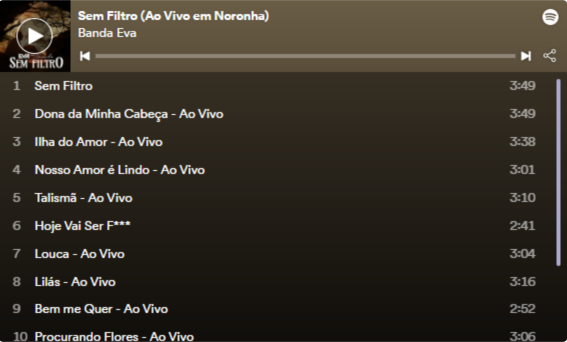 Sem Filtro (Ao Vivo em Noronha)
Banda Eva
SEM FILTRO
1 Sem Filtro 3:49
2 Dona da Minha Cabeça - Ao Vivo 3:49
3 Ilha do Amor - Ao Vivo 3:38
4 Nosso Amor é Lindo - Ao Vivo 3:01
5 Talismã - Ao Vivo 3:10
6 Hoje Vai Ser F*** 2:41
7 Louca - Ao Vivo 3:04
8 Lilás - Ao Vivo 3:16
9 Bem me Quer - Ao Vivo 2:52
10 Procurando Flores - Ao Vivo 3:06